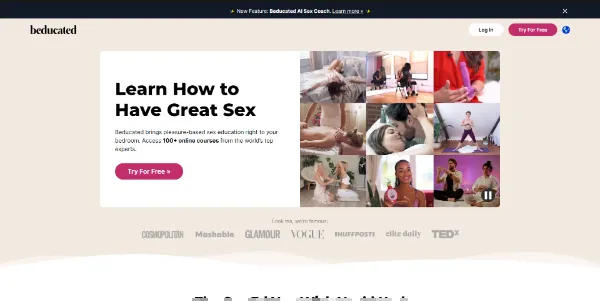 New Feature: Beducated AI Sex Coach. Learn more »
beducated
Log In
Try For Free
Learn How to
Have Great Sex
Beducated brings pleasure-based sex education right to your
bedroom. Access 100+ online courses from the world's top
experts.
Try For Free »
Look ma, we're famous:
COSMOPOLITAN Mashable GLAMOUR VOGUE IHUFFPOSTI elite daily TEDx